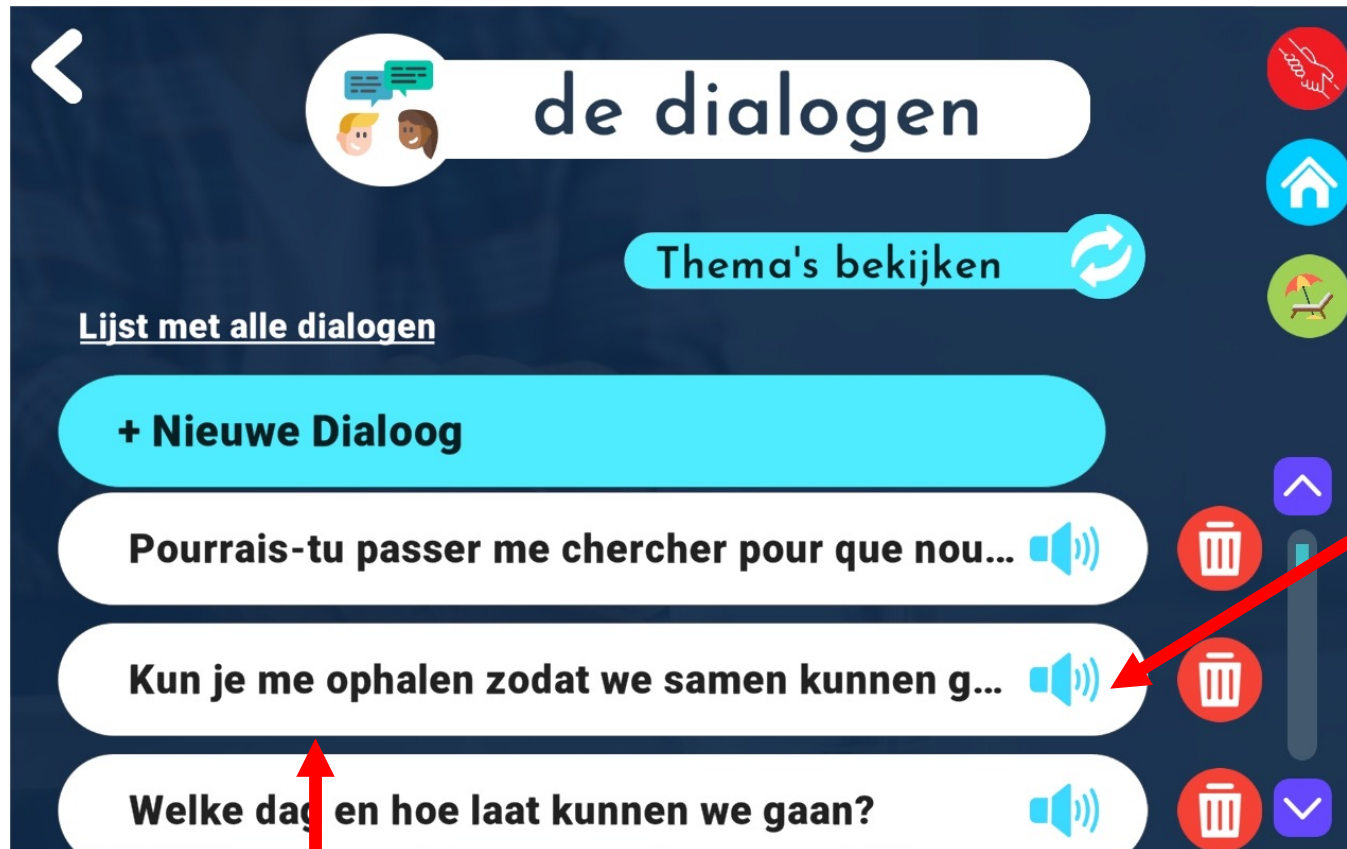 de dialogen
Thema's bekijken
Lijst met alle dialogen
+ Nieuwe Dialoog
Pourrais-tu passer me chercher pour que nou...
Kun je me ophalen zodat we samen kunnen g...
Welke dag en hoe laat kunnen we gaan?